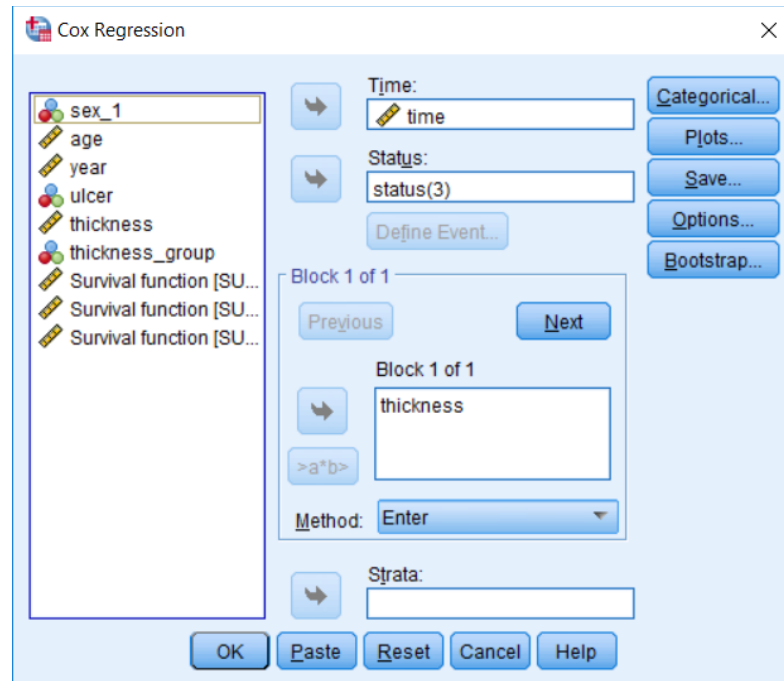 Cox Regression
sex_1
age
year
ulcer
thickness
thickness_group
Survival function [SU...
Survival function [SU...
Survival function [SU...
Time:
time
Status:
status(3)
Define Event...
Block 1 of 1
Previous
Next
Block 1 of 1
thickness
>a*b>
Method: Enter
Strata:
Categorical...
Plots...
Save...
Options...
Bootstrap...
OK Paste Reset Cancel Help